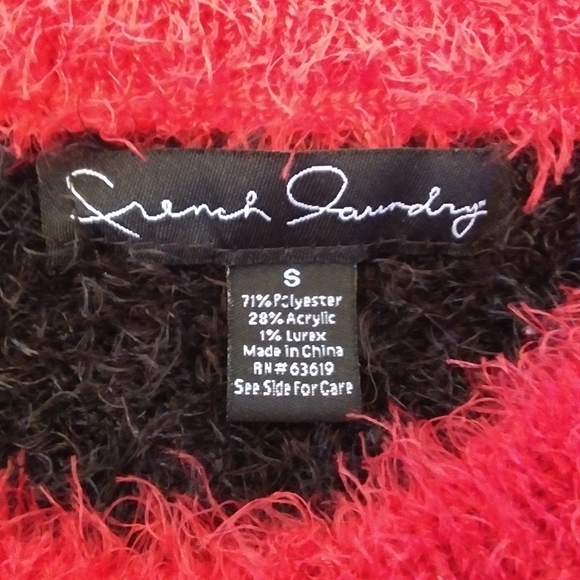 French Laundry
S
71% Polyester
28% Acrylic
1% Lurex
Made in China
RN# 63619
See Side For Care